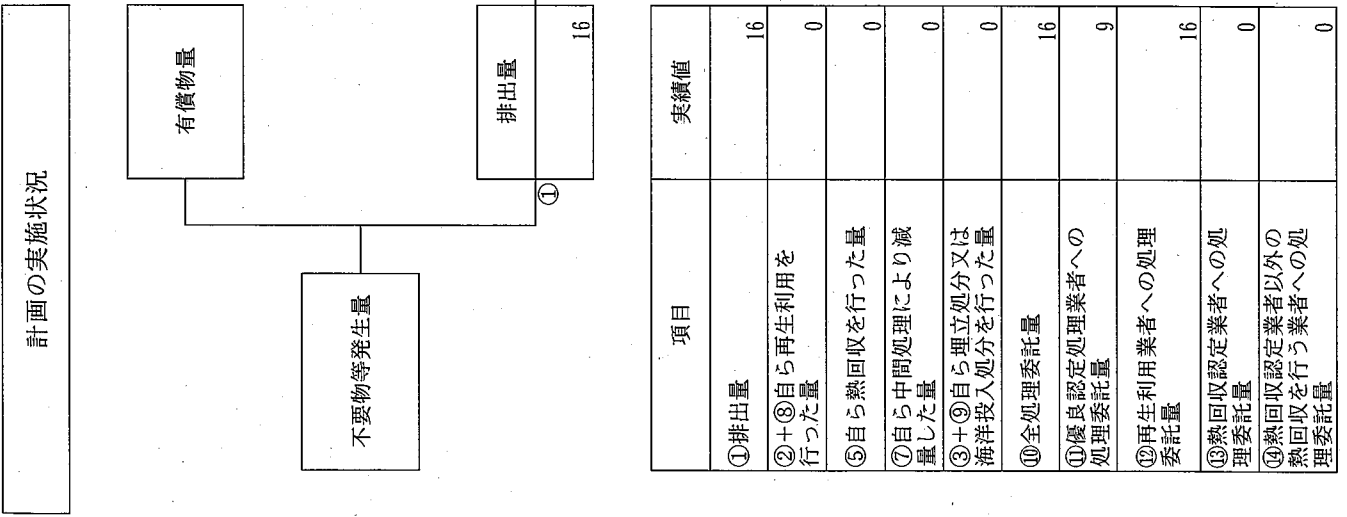 計画の実施状況
有償物量
不要物等発生量
①
排出量
16
項目
実績値
①排出量
16
②+⑧自ら再生利用を
行った量
0
⑤自ら熱回収を行った量
0
⑦自ら中間処理により減
量した量
0
③+⑨自ら埋立処分又は
海洋投入処分を行った量
0
⑩全処理委託量
16
⑪優良認定処理業者への
処理委託量
9
⑫再生利用業者への処理
委託量
16
⑬熱回収認定業者への処
理委託量
0
⑭熱回収認定業者以外の
熱回収を行う業者への処
理委託量
0